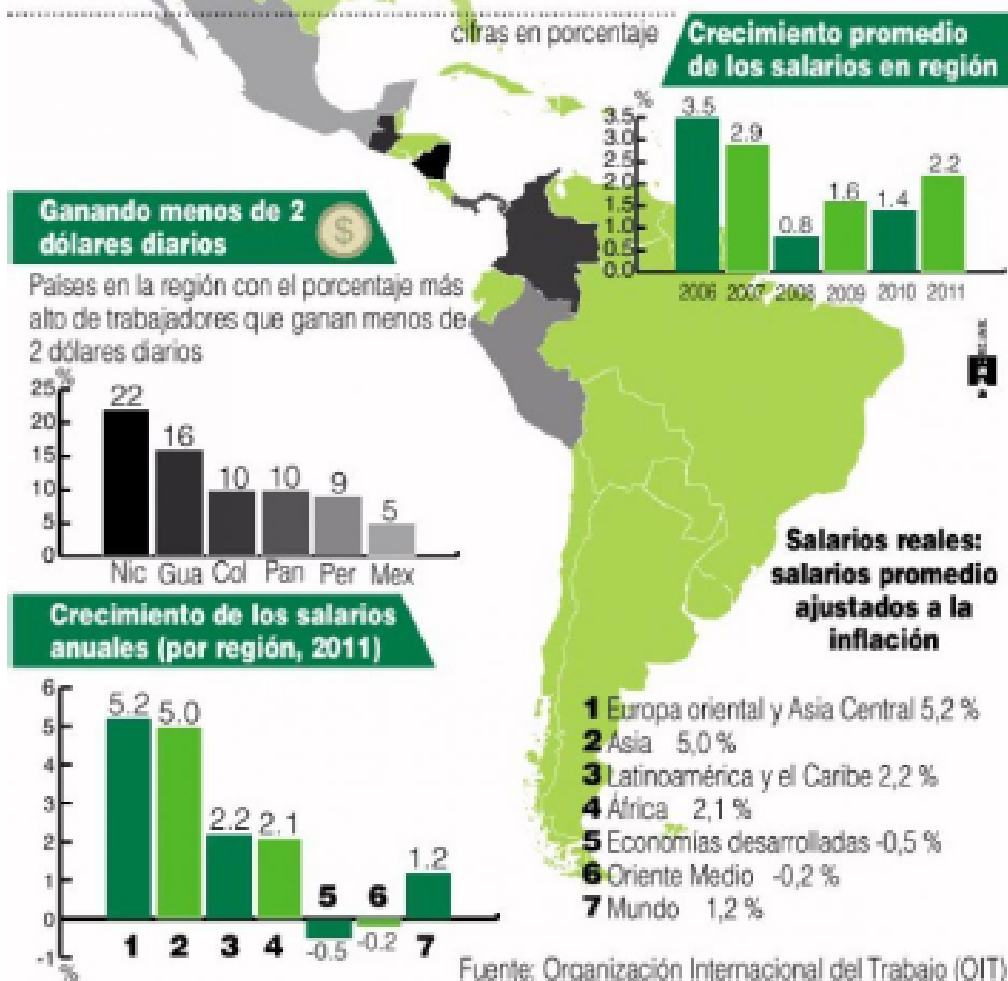 cifras en porcentaje
Crecimiento promedio
de los salarios en región
%
3.5
3.0
2.5
2.0
1.5
1.0
0.5
0.0
3.5
2.9
0.8
1.6
1.4
2.2
2006 2007 2008 2009 2010 2011
Ganando menos de 2
dólares diarios
$
Países en la región con el porcentaje más
alto de trabajadores que ganan menos de
2 dólares diarios
%
25
20
15
10
5
0
22
16
10
10
9
5
Nic Gua Col Pan Per Mex
Crecimiento de los salarios
anuales (por región, 2011)
6
5
4
3
2
1
0
-1
%
5.2
5.0
2.2
2.1
-0.5
-0.2
1.2
1 2 3 4 5 6 7
Salarios reales:
salarios promedio
ajustados a la
inflación
1 Europa oriental y Asia Central 5,2 %
2 Asia 5,0 %
3 Latinoamérica y el Caribe 2,2 %
4 África 2,1 %
5 Economías desarrolladas -0,5 %
6 Oriente Medio -0,2 %
7 Mundo 1,2 %
Fuente: Organización Internacional del Trabajo (OIT)